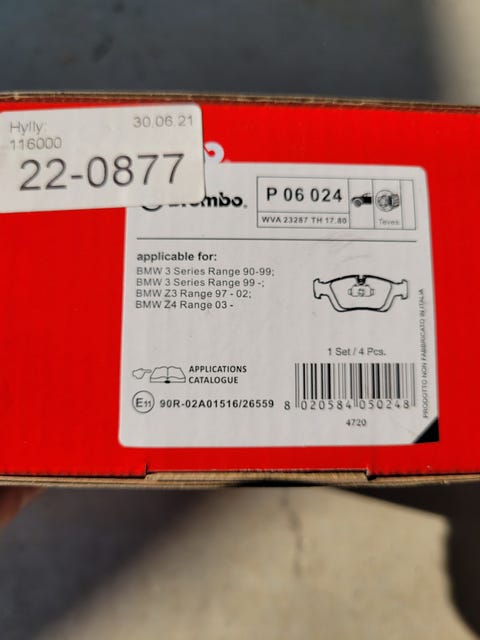 Hylly: 30.06.21
116000
22-0877
brembo.
P 06 024
WVA 23287 TH 17.80
Teves
applicable for:
BMW 3 Series Range 90-99;
BMW 3 Series Range 99 -;
BMW Z3 Range 97 - 02;
BMW Z4 Range 03 -
1 Set / 4 Pcs.
APPLICATIONS
CATALOGUE
E11 90R-02A01516/26559
8 020584 050248
4720
PRODOTTO NON FABBRICATO IN ITALIA